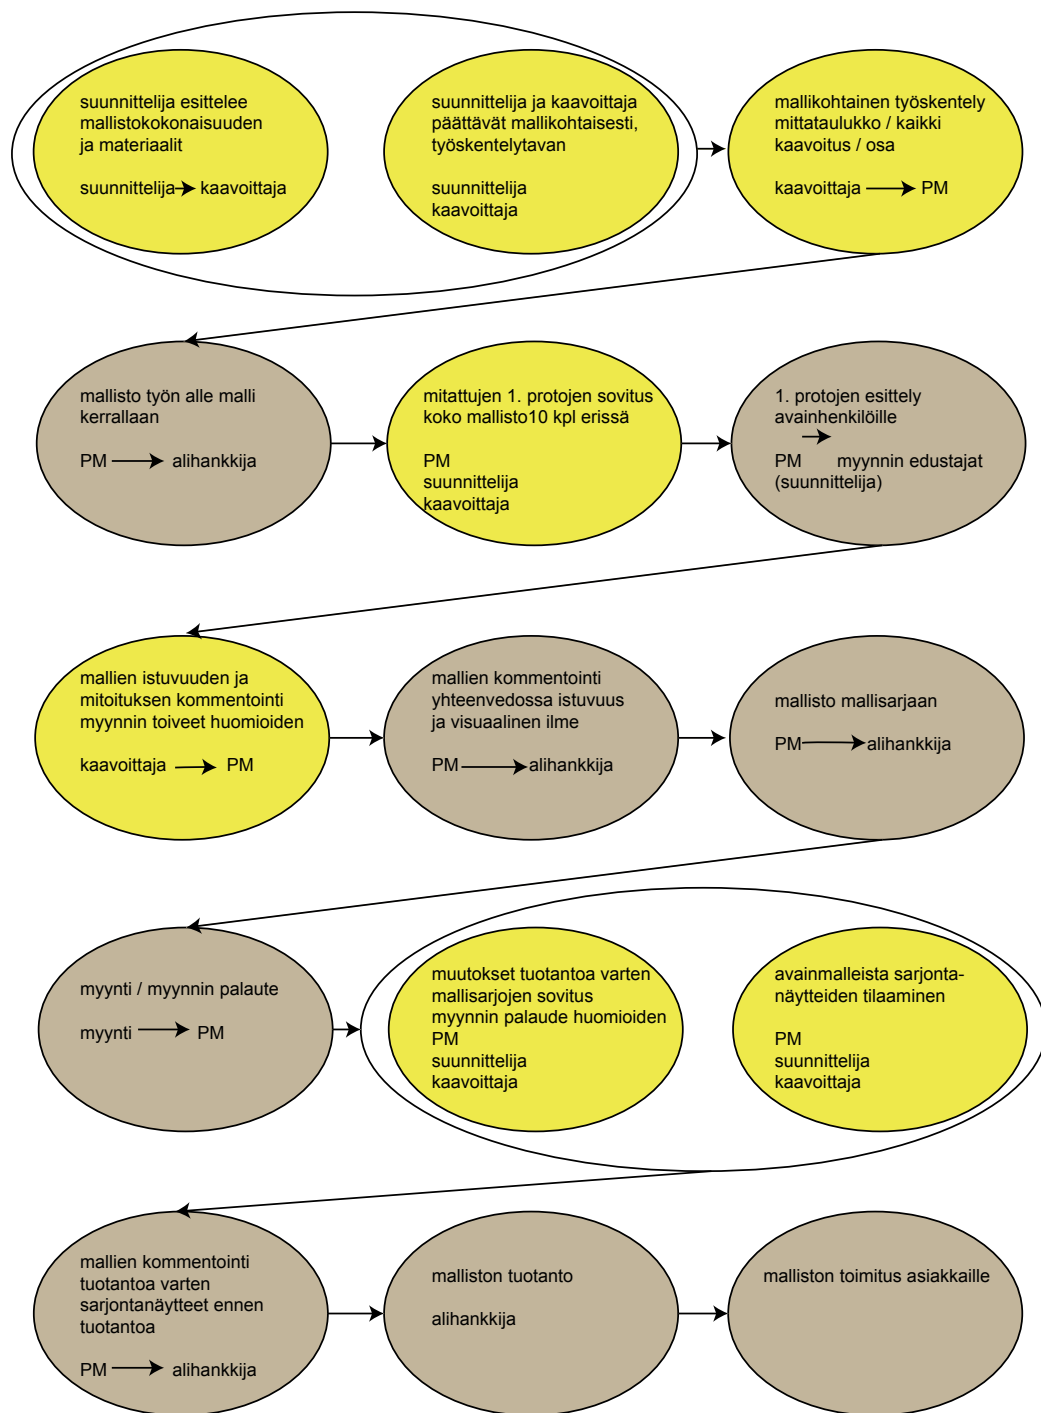 suunnittelija esittelee
mallistokokonaisuuden
ja materiaalit
suunnittelija kaavoittaja
suunnittelija ja kaavoittaja
päättävät mallikohtaisesti,
työskentelytavan
suunnittelija
kaavoittaja
mallikohtainen työskentely
mittataulukko / kaikki
kaavoitus / osa
kaavoittaja PM
mallisto työn alle malli
kerrallaan
PM alihankkija
mitattujen 1. protojen sovitus
koko mallisto10 kpl erissä
PM
suunnittelija
kaavoittaja
1. protojen esittely
avainhenkilöille
PM myynnin edustajat
(suunnittelija)
mallien istuvuuden ja
mitoituksen kommentointi
myynnin toiveet huomioiden
kaavoittaja PM
mallien kommentointi
yhteenvedossa istuvuus
ja visuaalinen ilme
PM alihankkija
mallisto mallisarjaan
PM alihankkija
myynti / myynnin palaute
myynti PM
muutokset tuotantoa varten
mallisarjojen sovitus
myynnin palaude huomioiden
PM
suunnittelija
kaavoittaja
avainmalleista sarjonta-
näytteiden tilaaminen
PM
suunnittelija
kaavoittaja
mallien kommentointi
tuotantoa varten
sarjontanäytteet ennen
tuotantoa
PM alihankkija
malliston tuotanto
alihankkija
malliston toimitus asiakkaille